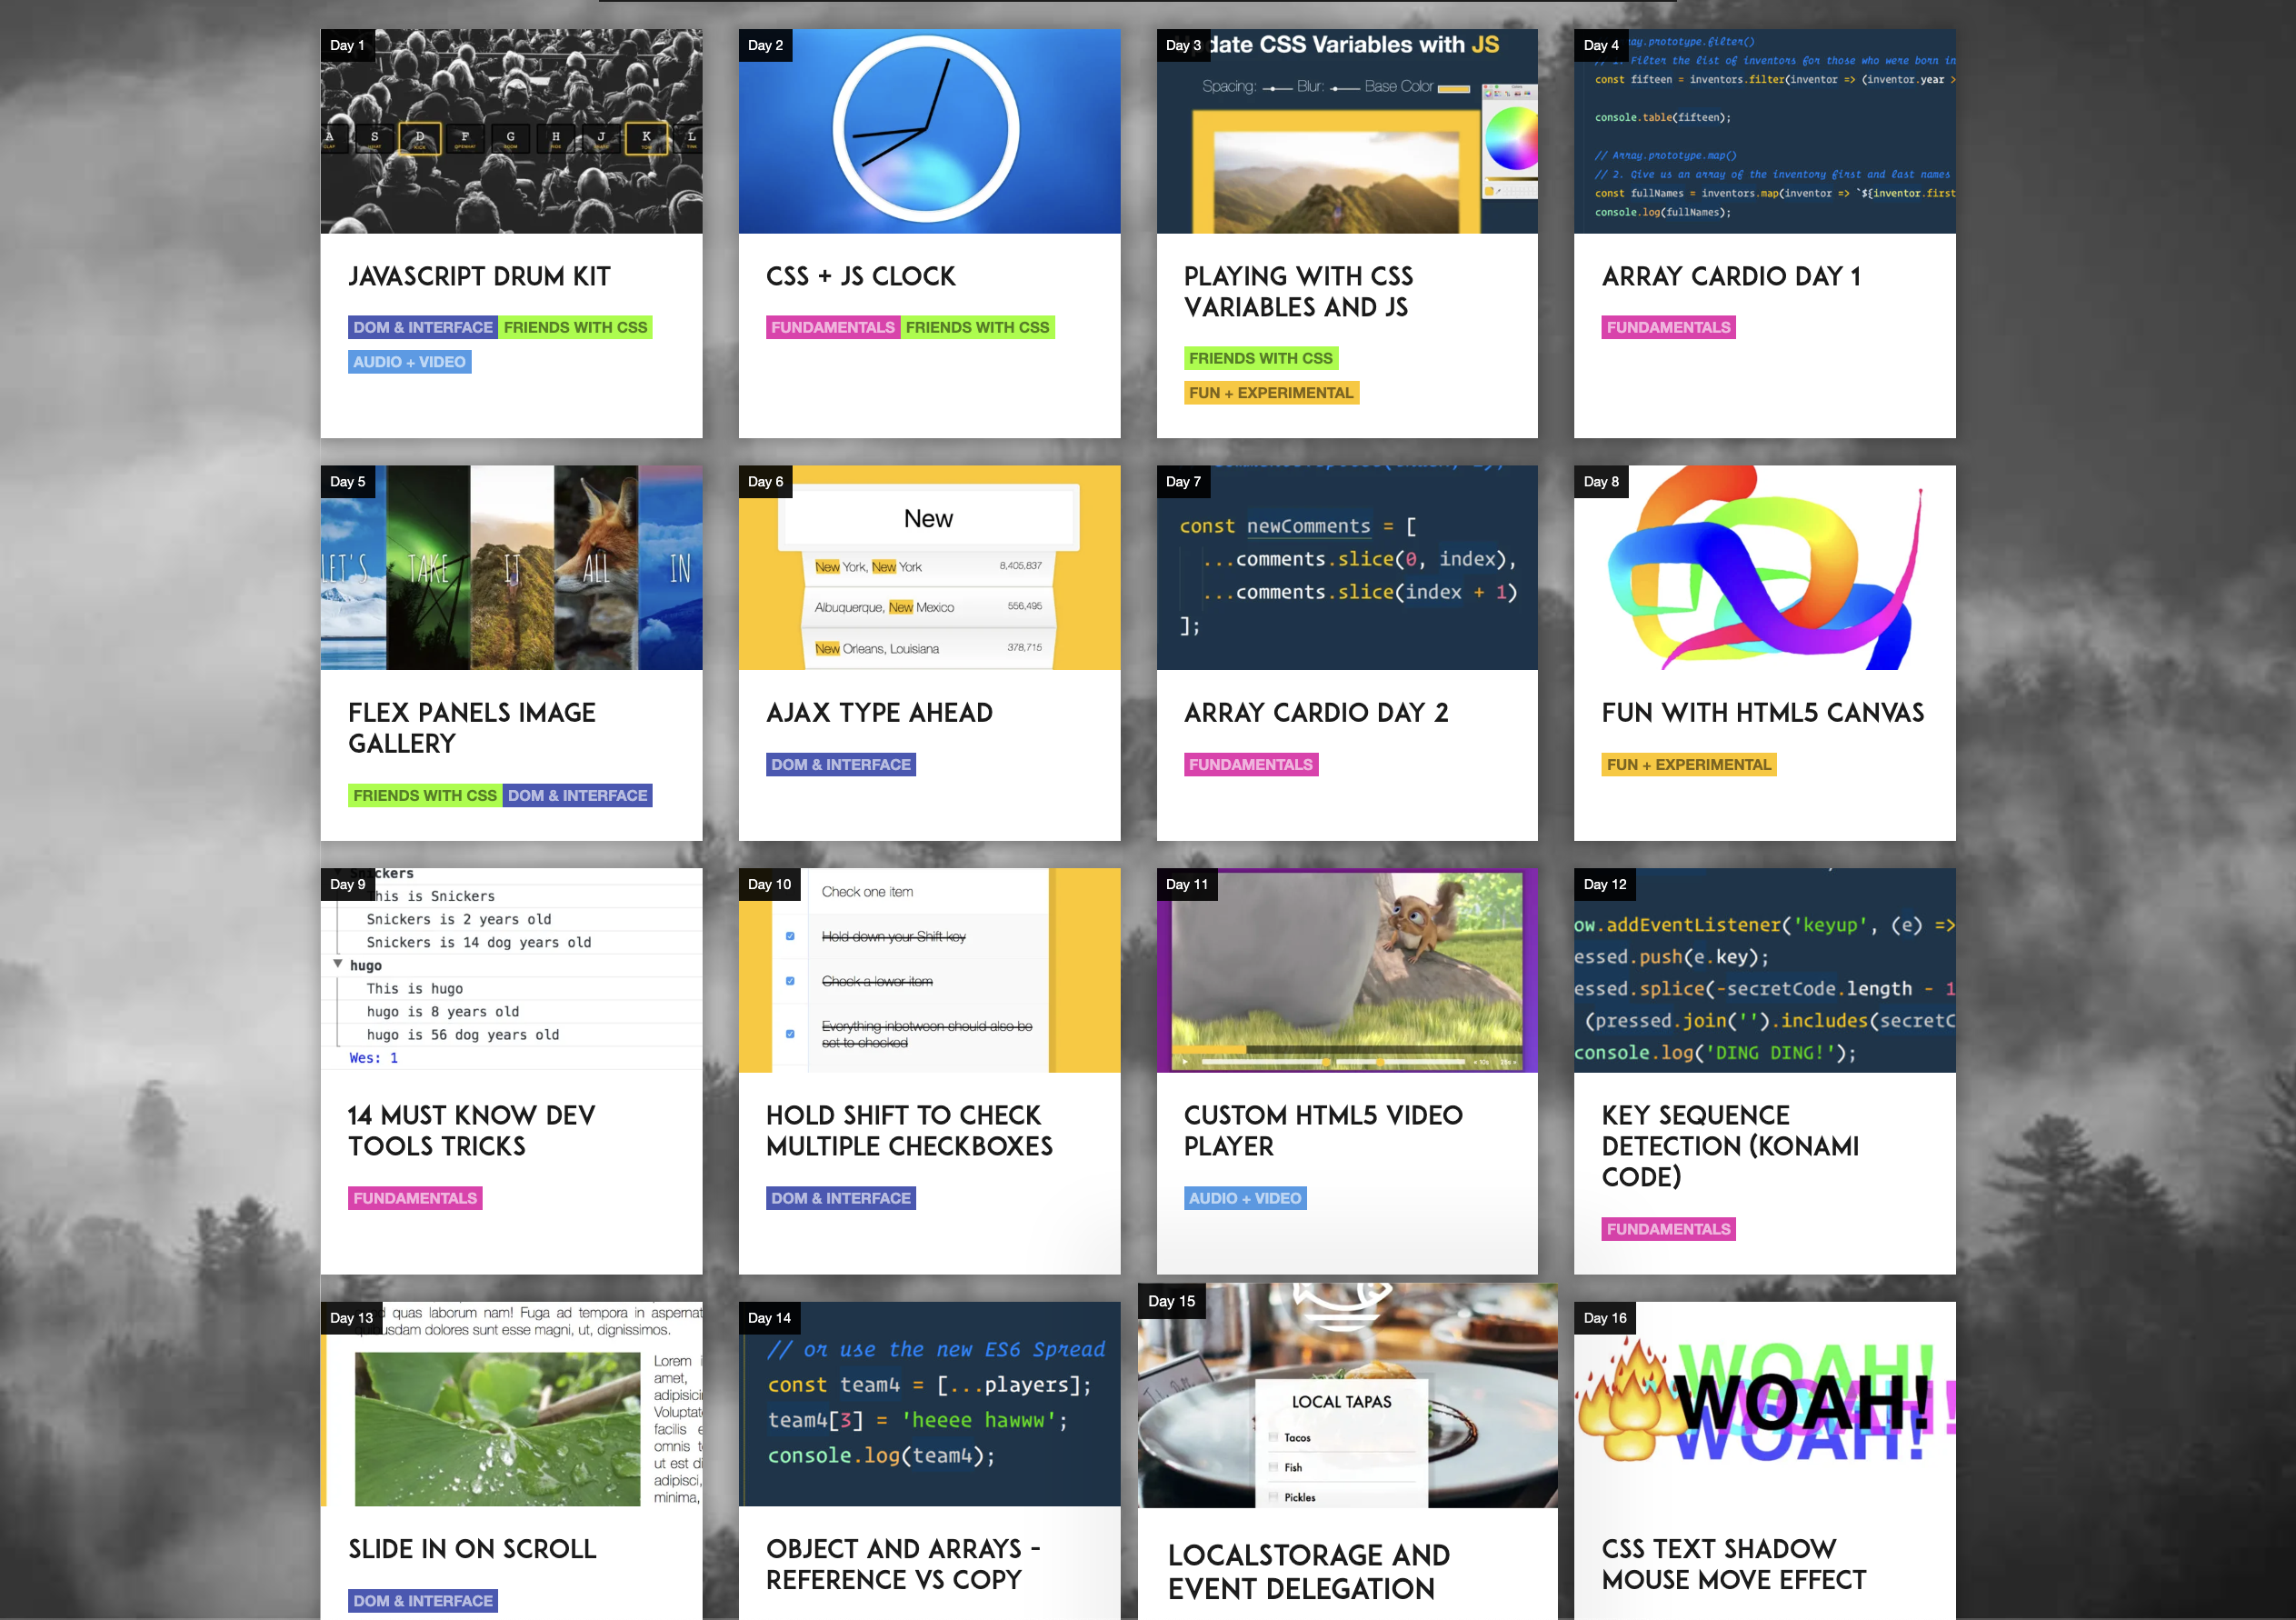 Day 1
A S D F G H J K L
CLAP HIHAT KICK OPENHAT BOOM RIDE SNARE TOM TINK
JAVASCRIPT DRUM KIT
DOM & INTERFACE FRIENDS WITH CSS
AUDIO + VIDEO
Day 2
CSS + JS CLOCK
FUNDAMENTALS FRIENDS WITH CSS
Day 3
date CSS Variables with JS
Spacing: Blur: Base Color
PLAYING WITH CSS
VARIABLES AND JS
FRIENDS WITH CSS
FUN + EXPERIMENTAL
Day 4
ay.prototype.filter()
Filter the list of inventors for those who were born in
const fifteen = inventors.filter(inventor => (inventor.year >
console.table(fifteen);
// Array.prototype.map()
// 2. Give us an array of the inventory first and last names
const fullNames = inventors.map(inventor => `${inventor.first
console.log(fullNames);
ARRAY CARDIO DAY 1
FUNDAMENTALS
Day 5
LET'S TAKE IT ALL IN
FLEX PANELS IMAGE
GALLERY
FRIENDS WITH CSS DOM & INTERFACE
Day 6
New
New York, New York 8,405,837
Albuquerque, New Mexico 556,495
New Orleans, Louisiana 378,715
AJAX TYPE AHEAD
DOM & INTERFACE
Day 7
const newComments = [
...comments.slice(0, index),
...comments.slice(index + 1)
];
ARRAY CARDIO DAY 2
FUNDAMENTALS
Day 8
FUN WITH HTML5 CANVAS
FUN + EXPERIMENTAL
Day 9
Snickers
This is Snickers
Snickers is 2 years old
Snickers is 14 dog years old
hugo
This is hugo
hugo is 8 years old
hugo is 56 dog years old
Wes: 1
14 MUST KNOW DEV
TOOLS TRICKS
FUNDAMENTALS
Day 10
Check one item
Hold down your Shift key
Check a lower item
Everything inbetween should also be
set to checked
HOLD SHIFT TO CHECK
MULTIPLE CHECKBOXES
DOM & INTERFACE
Day 11
CUSTOM HTML5 VIDEO
PLAYER
AUDIO + VIDEO
Day 12
ow.addEventListener('keyup', (e) =>
essed.push(e.key);
essed.splice(-secretCode.length - 1
(pressed.join('').includes(secretC
console.log('DING DING!');
KEY SEQUENCE
DETECTION (KONAMI
CODE)
FUNDAMENTALS
Day 13
quas laborum nam! Fuga ad tempora in aspernat
usdam dolores sunt esse magni, ut, dignissimos.
Lorem i
amet,
adipisici
Voluptat
facilis e
omnis t
ut est di
adipisci,
minima,
SLIDE IN ON SCROLL
DOM & INTERFACE
Day 14
// or use the new ES6 Spread
const team4 = [...players];
team4[3] = 'heeee hawww';
console.log(team4);
OBJECT AND ARRAYS -
REFERENCE VS COPY
Day 15
LOCAL TAPAS
Tacos
Fish
Pickles
LOCALSTORAGE AND
EVENT DELEGATION
Day 16
WOAH!
WOAH!
WOAH!
CSS TEXT SHADOW
MOUSE MOVE EFFECT